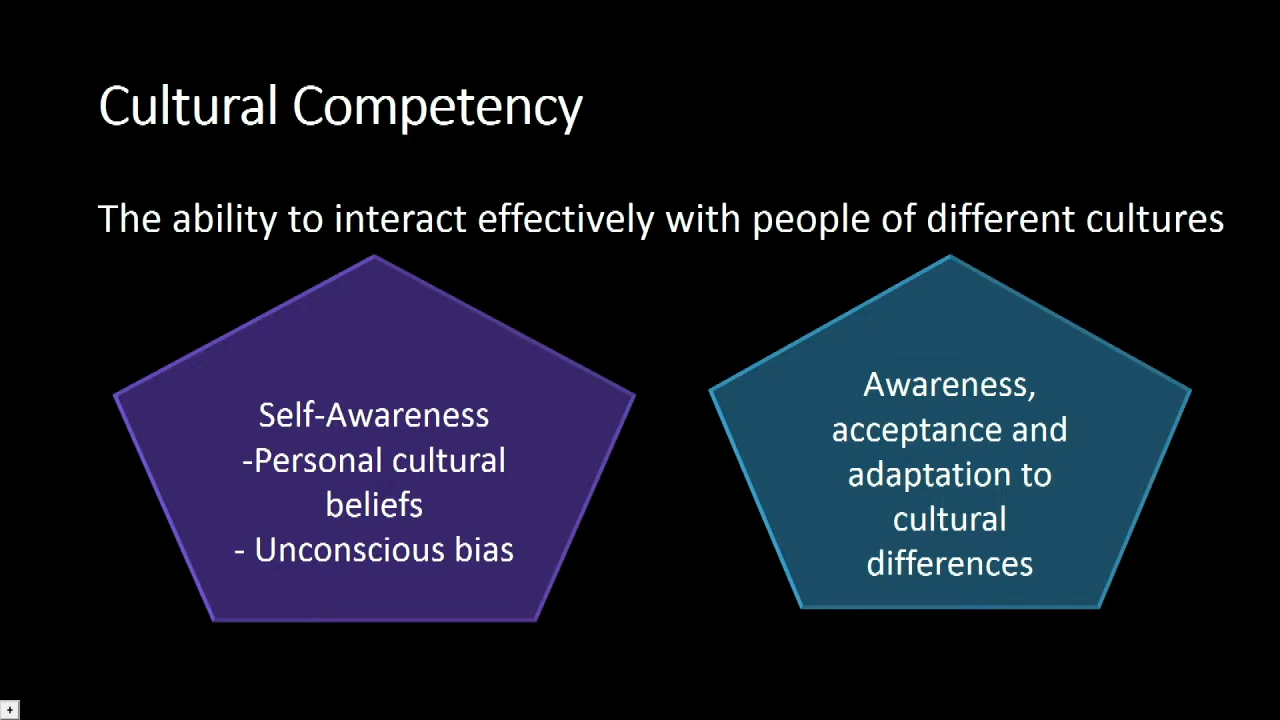 Cultural Competency
The ability to interact effectively with people of different cultures
Self-Awareness
-Personal cultural
beliefs
- Unconscious bias
Awareness,
acceptance and
adaptation to
cultural
differences
+